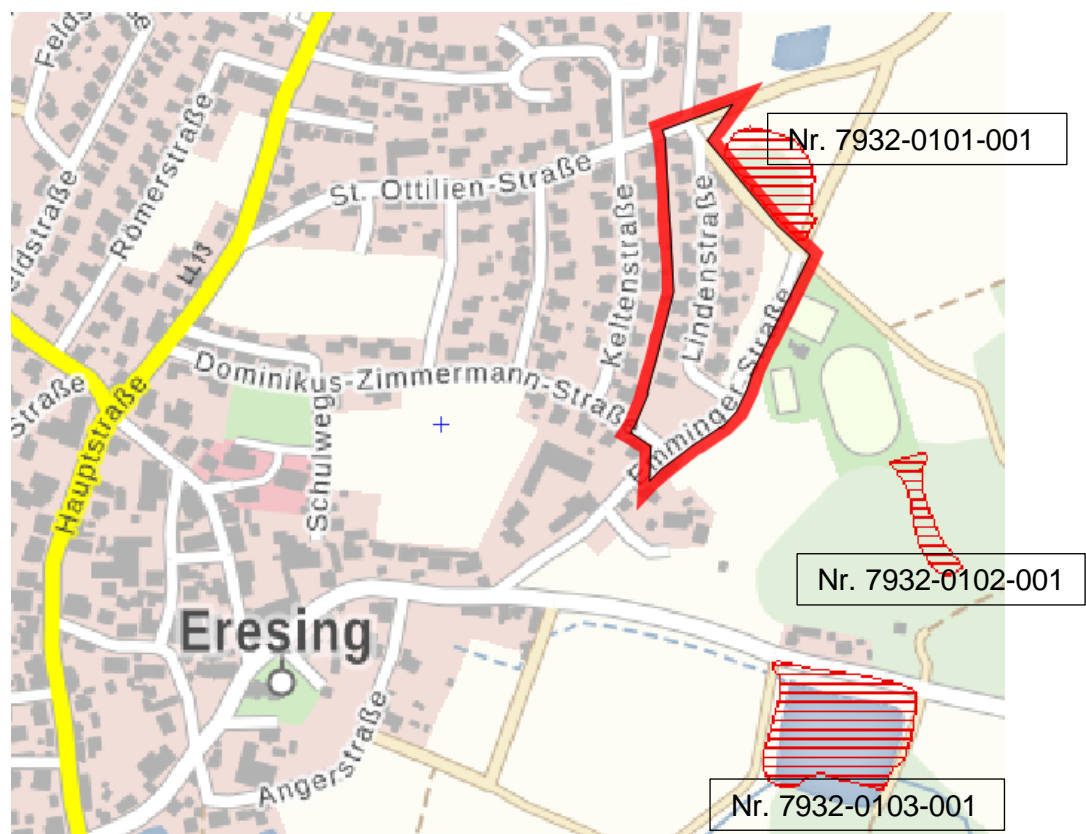 Nr. 7932-0101-001
St. Ottilien-Straße
Römerstraße
LL13
Keltenstraße
Lindenstraße
Dominikus-Zimmermann-Straße
Straße
Emminger Straße
Hauptstraße
Schulweg
Nr. 7932-0102-001
Eresing
Angerstraße
Nr. 7932-0103-001